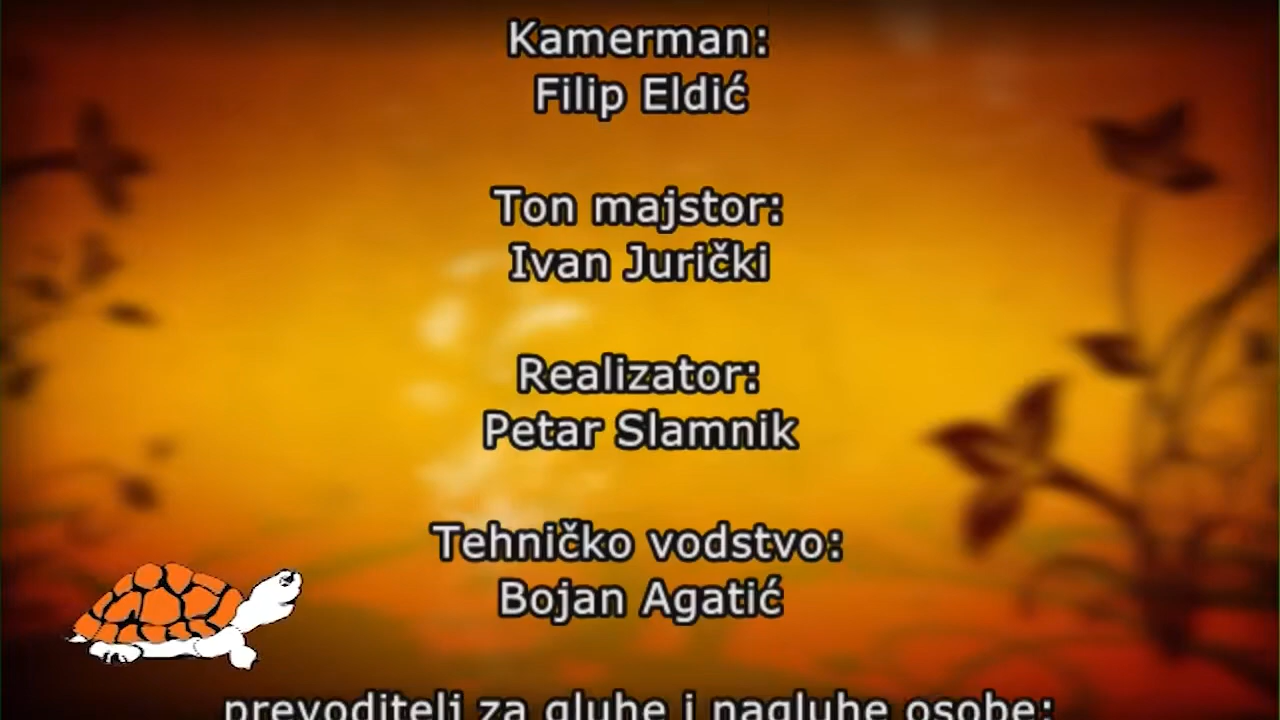 Kamerman:
Filip Eldić
Ton majstor:
Ivan Jurički
Realizator:
Petar Slamnik
Tehničko vodstvo:
Bojan Agatić
prevoditelj za gluhe i nagluhe osobe: